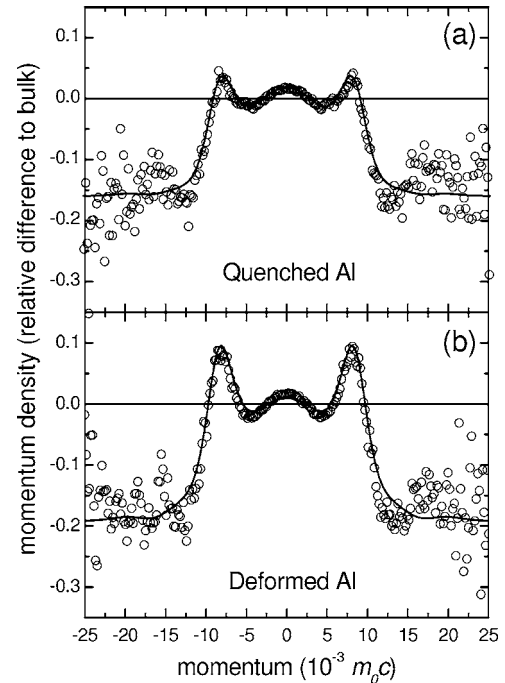 momentum density (relative difference to bulk)
(a)
0.1
0.0
-0.1
-0.2
-0.3
Quenched Al
(b)
0.1
0.0
-0.1
-0.2
-0.3
Deformed Al
-25 -20 -15 -10 -5 0 5 10 15 20 25
momentum (10⁻³ m₀c)